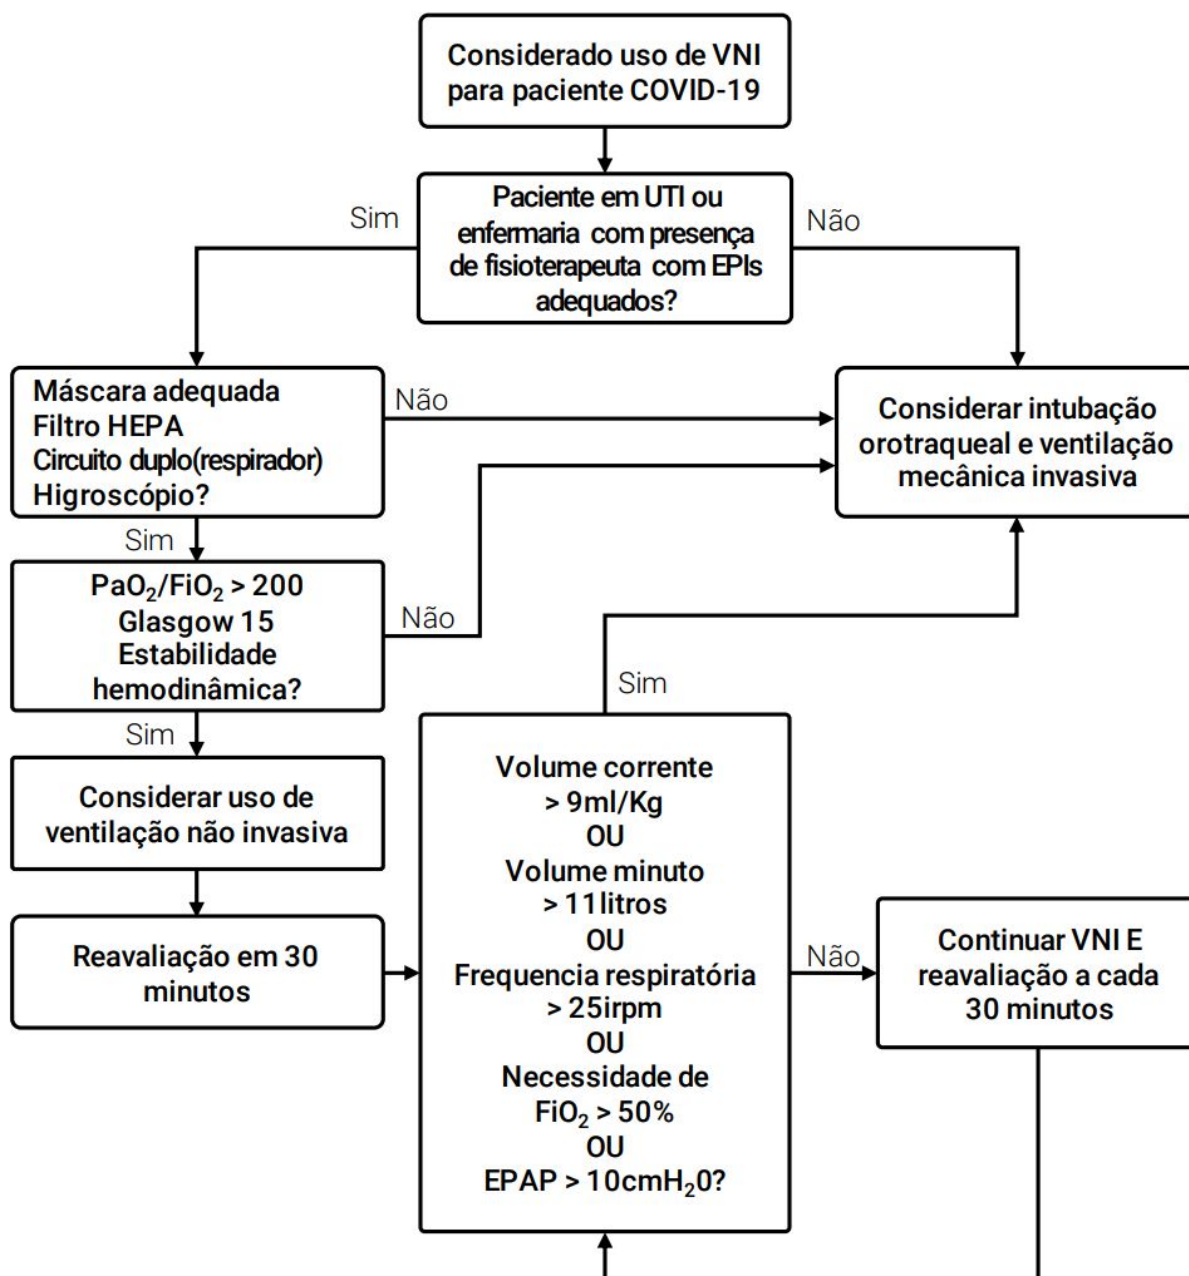 Considerado uso de VNI
para paciente COVID-19
Paciente em UTI ou
enfermaria com presença
de fisioterapeuta com EPIs
adequados?
Sim
Não
Máscara adequada
Filtro HEPA
Circuito duplo(respirador)
Higroscópio?
Não
Considerar intubação
orotraqueal e ventilação
mecânica invasiva
Sim
PaO₂/FiO₂ > 200
Glasgow 15
Estabilidade
hemodinâmica?
Não
Sim
Considerar uso de
ventilação não invasiva
Reavaliação em 30
minutos
Sim
Volume corrente
> 9ml/Kg
OU
Volume minuto
> 11litros
OU
Frequencia respiratória
> 25irpm
OU
Necessidade de
FiO₂ > 50%
OU
EPAP > 10cmH₂0?
Não
Continuar VNI E
reavaliação a cada
30 minutos